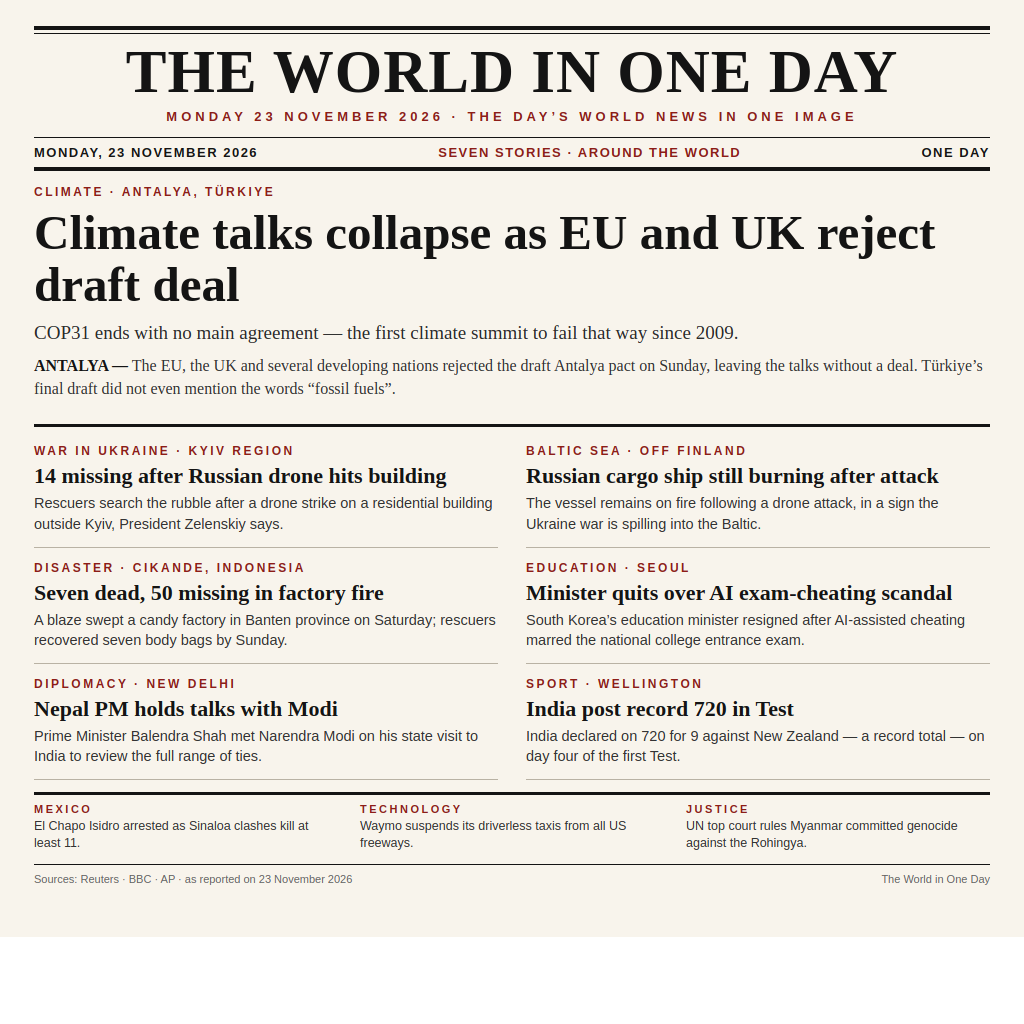 THE WORLD IN ONE DAY
MONDAY 23 NOVEMBER 2026 · THE DAY’S WORLD NEWS IN ONE IMAGE
MONDAY, 23 NOVEMBER 2026
SEVEN STORIES · AROUND THE WORLD
ONE DAY
CLIMATE · ANTALYA, TÜRKIYE
Climate talks collapse as EU and UK reject
draft deal
COP31 ends with no main agreement — the first climate summit to fail that way since 2009.
ANTALYA — The EU, the UK and several developing nations rejected the draft Antalya pact on Sunday, leaving the talks without a deal. Türkiye’s
final draft did not even mention the words “fossil fuels”.
WAR IN UKRAINE · KYIV REGION
14 missing after Russian drone hits building
Rescuers search the rubble after a drone strike on a residential building
outside Kyiv, President Zelenskiy says.
BALTIC SEA · OFF FINLAND
Russian cargo ship still burning after attack
The vessel remains on fire following a drone attack, in a sign the
Ukraine war is spilling into the Baltic.
DISASTER · CIKANDE, INDONESIA
Seven dead, 50 missing in factory fire
A blaze swept a candy factory in Banten province on Saturday; rescuers
recovered seven body bags by Sunday.
EDUCATION · SEOUL
Minister quits over AI exam-cheating scandal
South Korea’s education minister resigned after AI-assisted cheating
marred the national college entrance exam.
DIPLOMACY · NEW DELHI
Nepal PM holds talks with Modi
Prime Minister Balendra Shah met Narendra Modi on his state visit to
India to review the full range of ties.
SPORT · WELLINGTON
India post record 720 in Test
India declared on 720 for 9 against New Zealand — a record total — on
day four of the first Test.
MEXICO
El Chapo Isidro arrested as Sinaloa clashes kill at
least 11.
TECHNOLOGY
Waymo suspends its driverless taxis from all US
freeways.
JUSTICE
UN top court rules Myanmar committed genocide
against the Rohingya.
Sources: Reuters · BBC · AP · as reported on 23 November 2026
The World in One Day